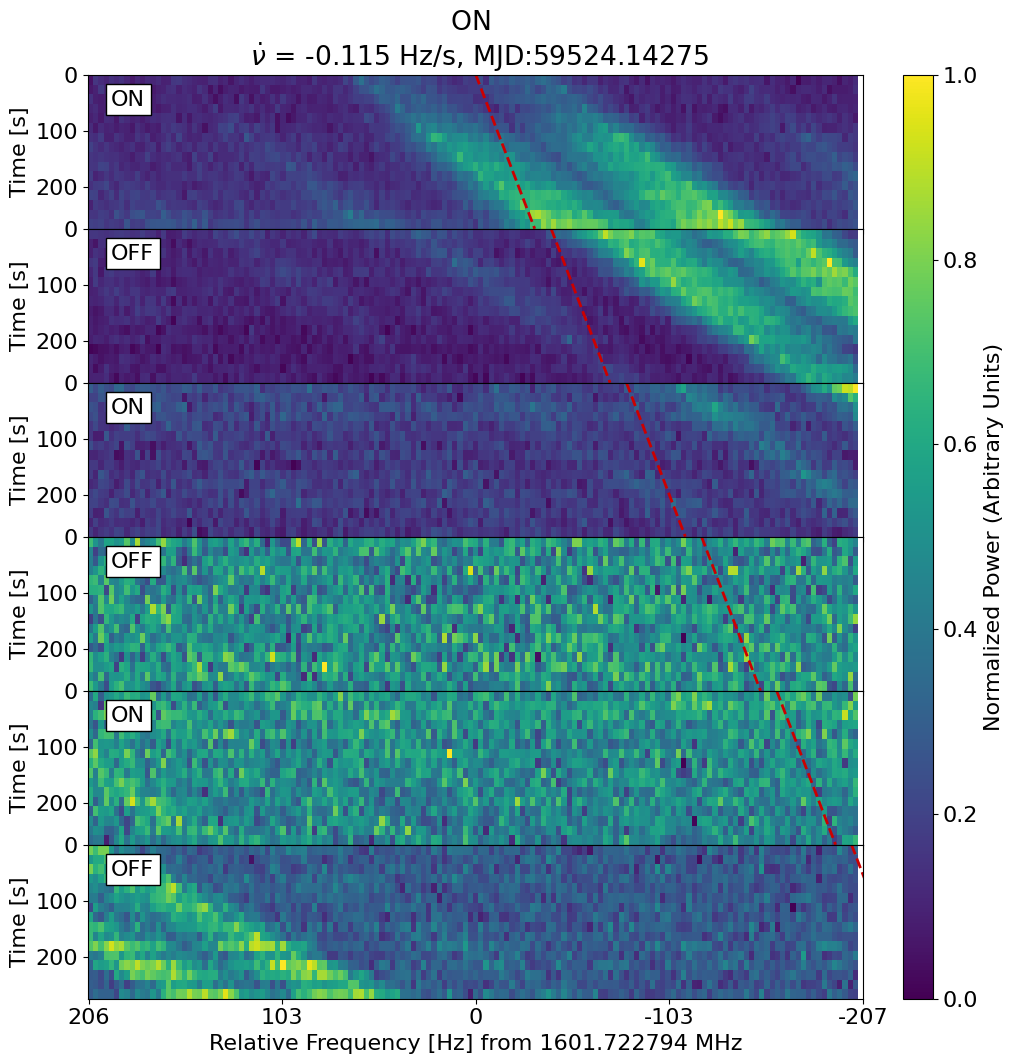 ON
ν̇ = -0.115 Hz/s, MJD:59524.14275
0
ON
100
200
Time [s]
0
OFF
100
200
Time [s]
0
ON
100
200
Time [s]
0
OFF
100
200
Time [s]
0
ON
100
200
Time [s]
0
OFF
100
200
Time [s]
206 103 0 -103 -207
Relative Frequency [Hz] from 1601.722794 MHz
1.0
0.8
0.6
0.4
0.2
0.0
Normalized Power (Arbitrary Units)